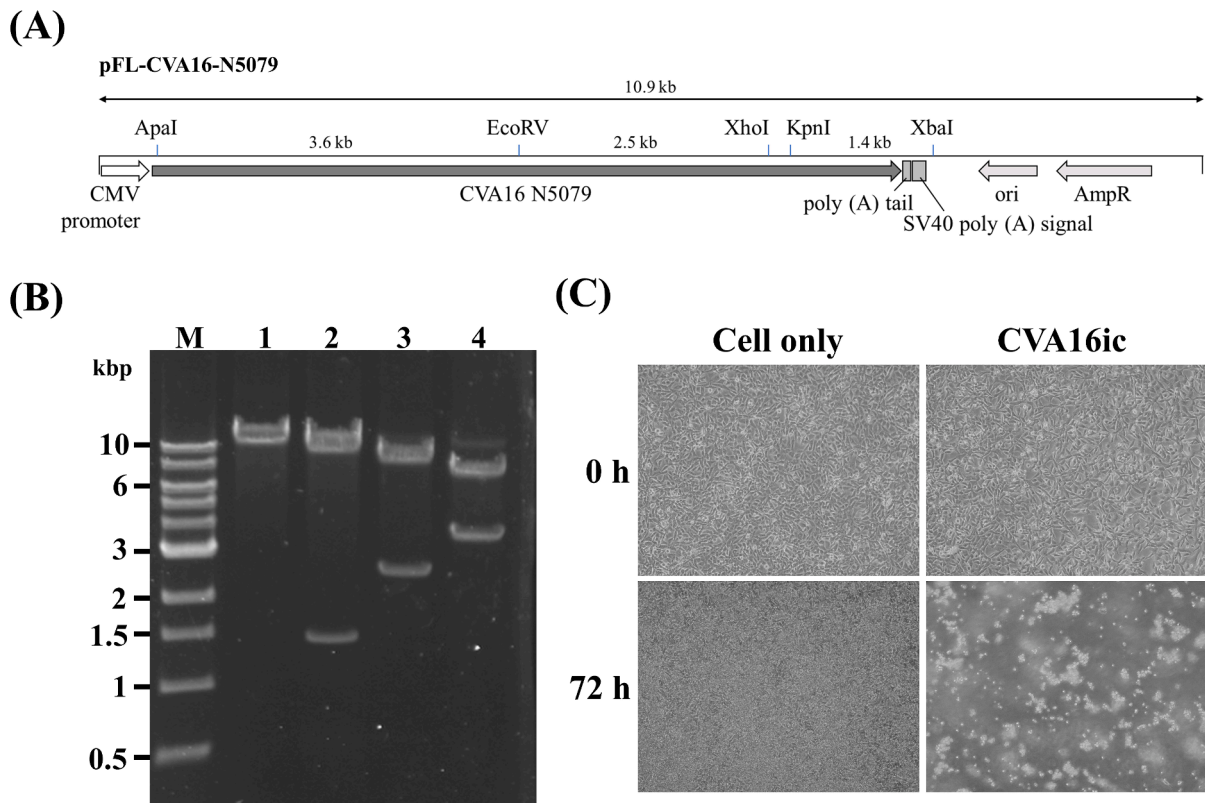 (A)
pFL-CVA16-N5079
10.9 kb
ApaI EcoRV XhoI KpnI XbaI
3.6 kb 2.5 kb 1.4 kb
CMV promoter
CVA16 N5079
poly (A) tail
SV40 poly (A) signal
ori
AmpR
(B)
M 1 2 3 4
kbp
10
6
3
2
1.5
1
0.5
(C)
Cell only CVA16ic
0 h
72 h